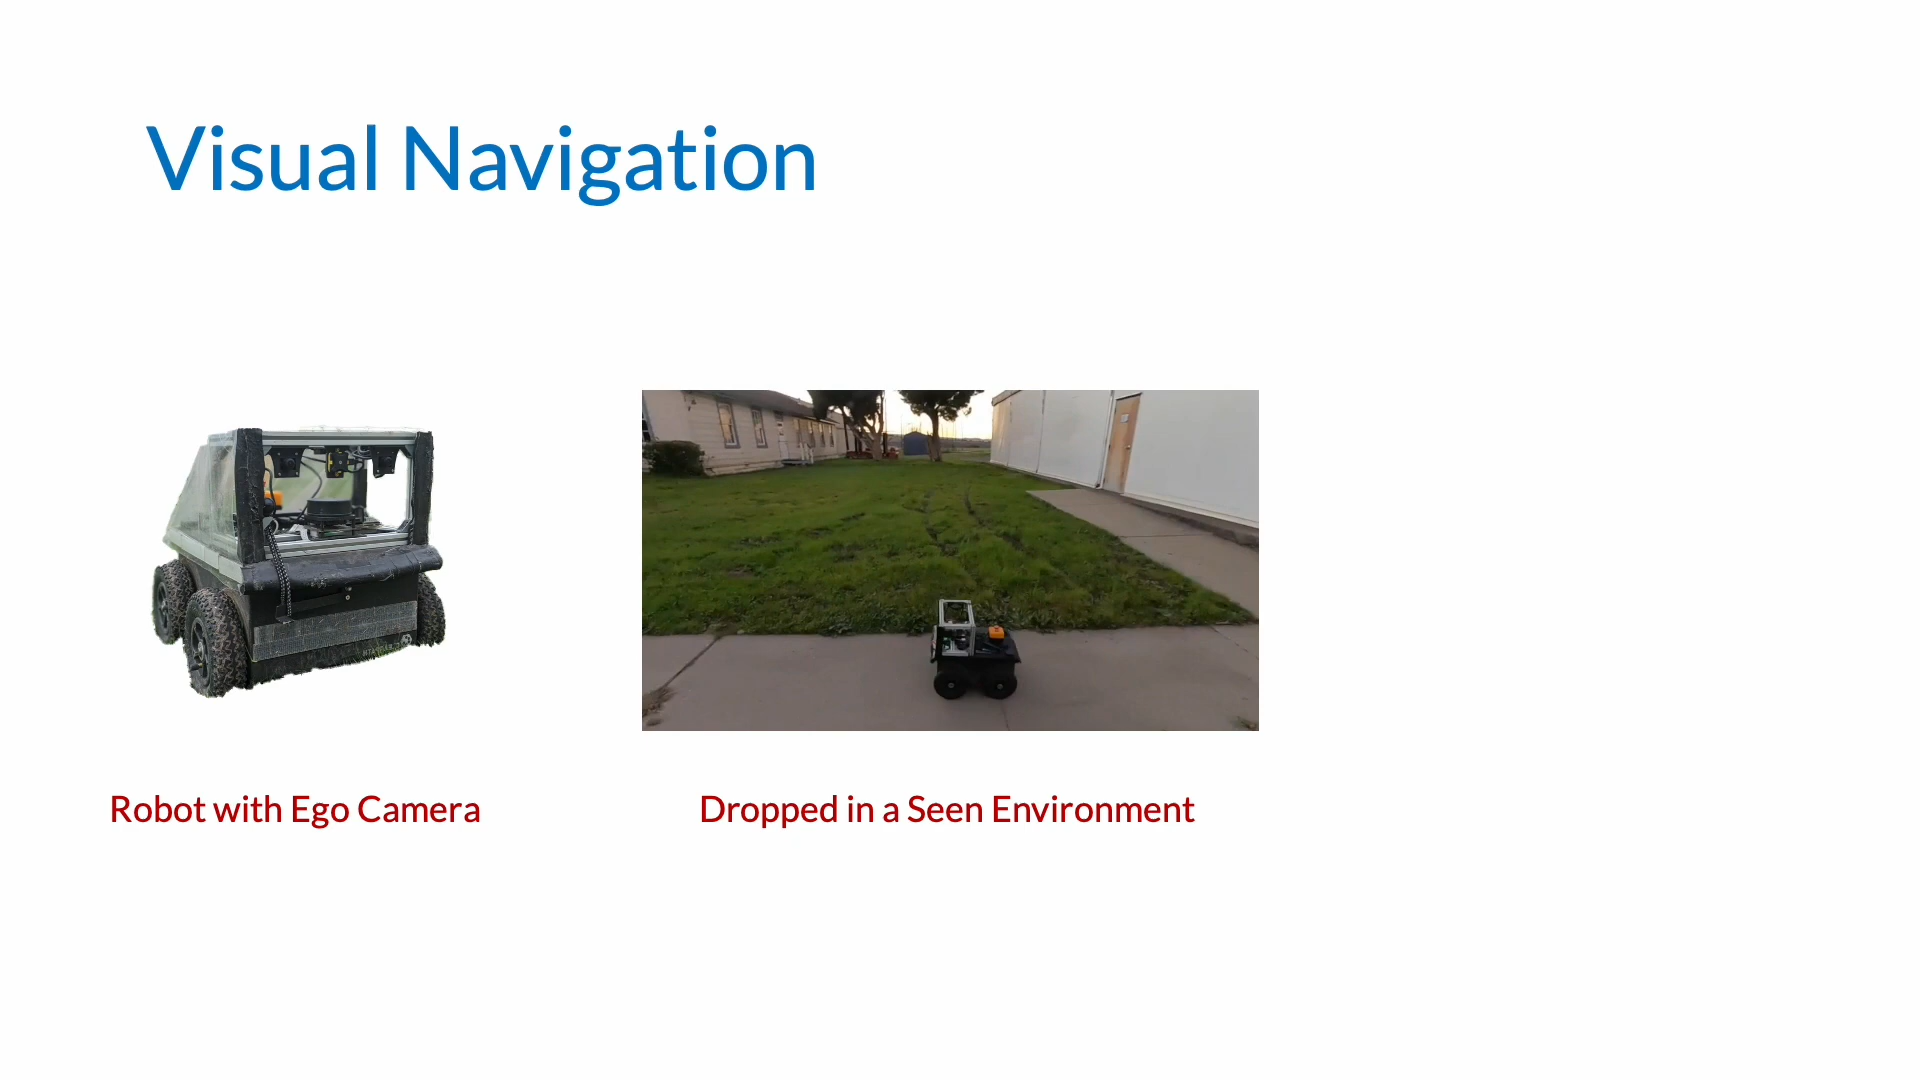 Visual Navigation
Robot with Ego Camera
Dropped in a Seen Environment